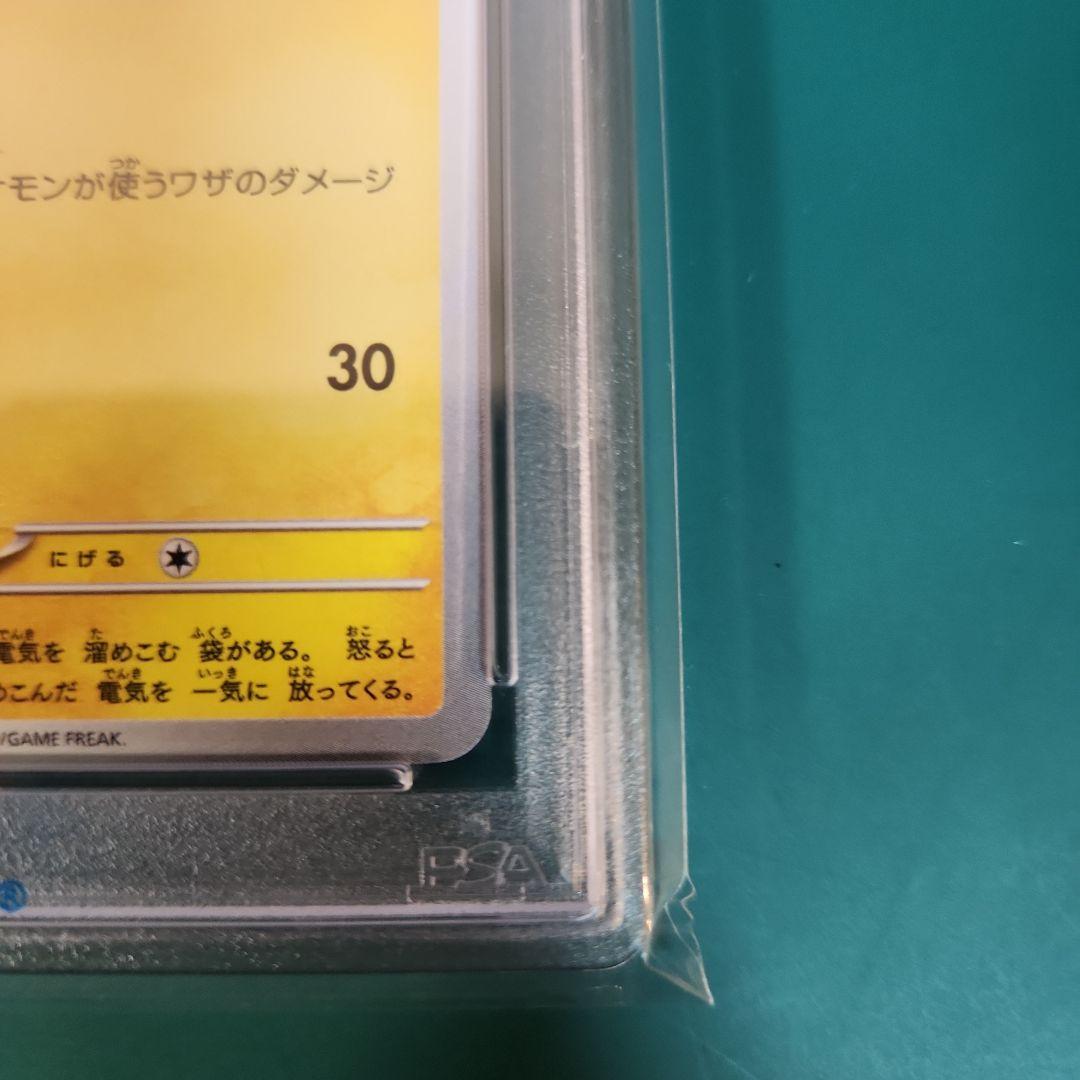 モンが使うワザのダメージ
30
にげる
電気を 溜めこむ 袋がある。 怒ると
こんだ 電気を 一気に 放ってくる。
/GAME FREAK.
PSA
®